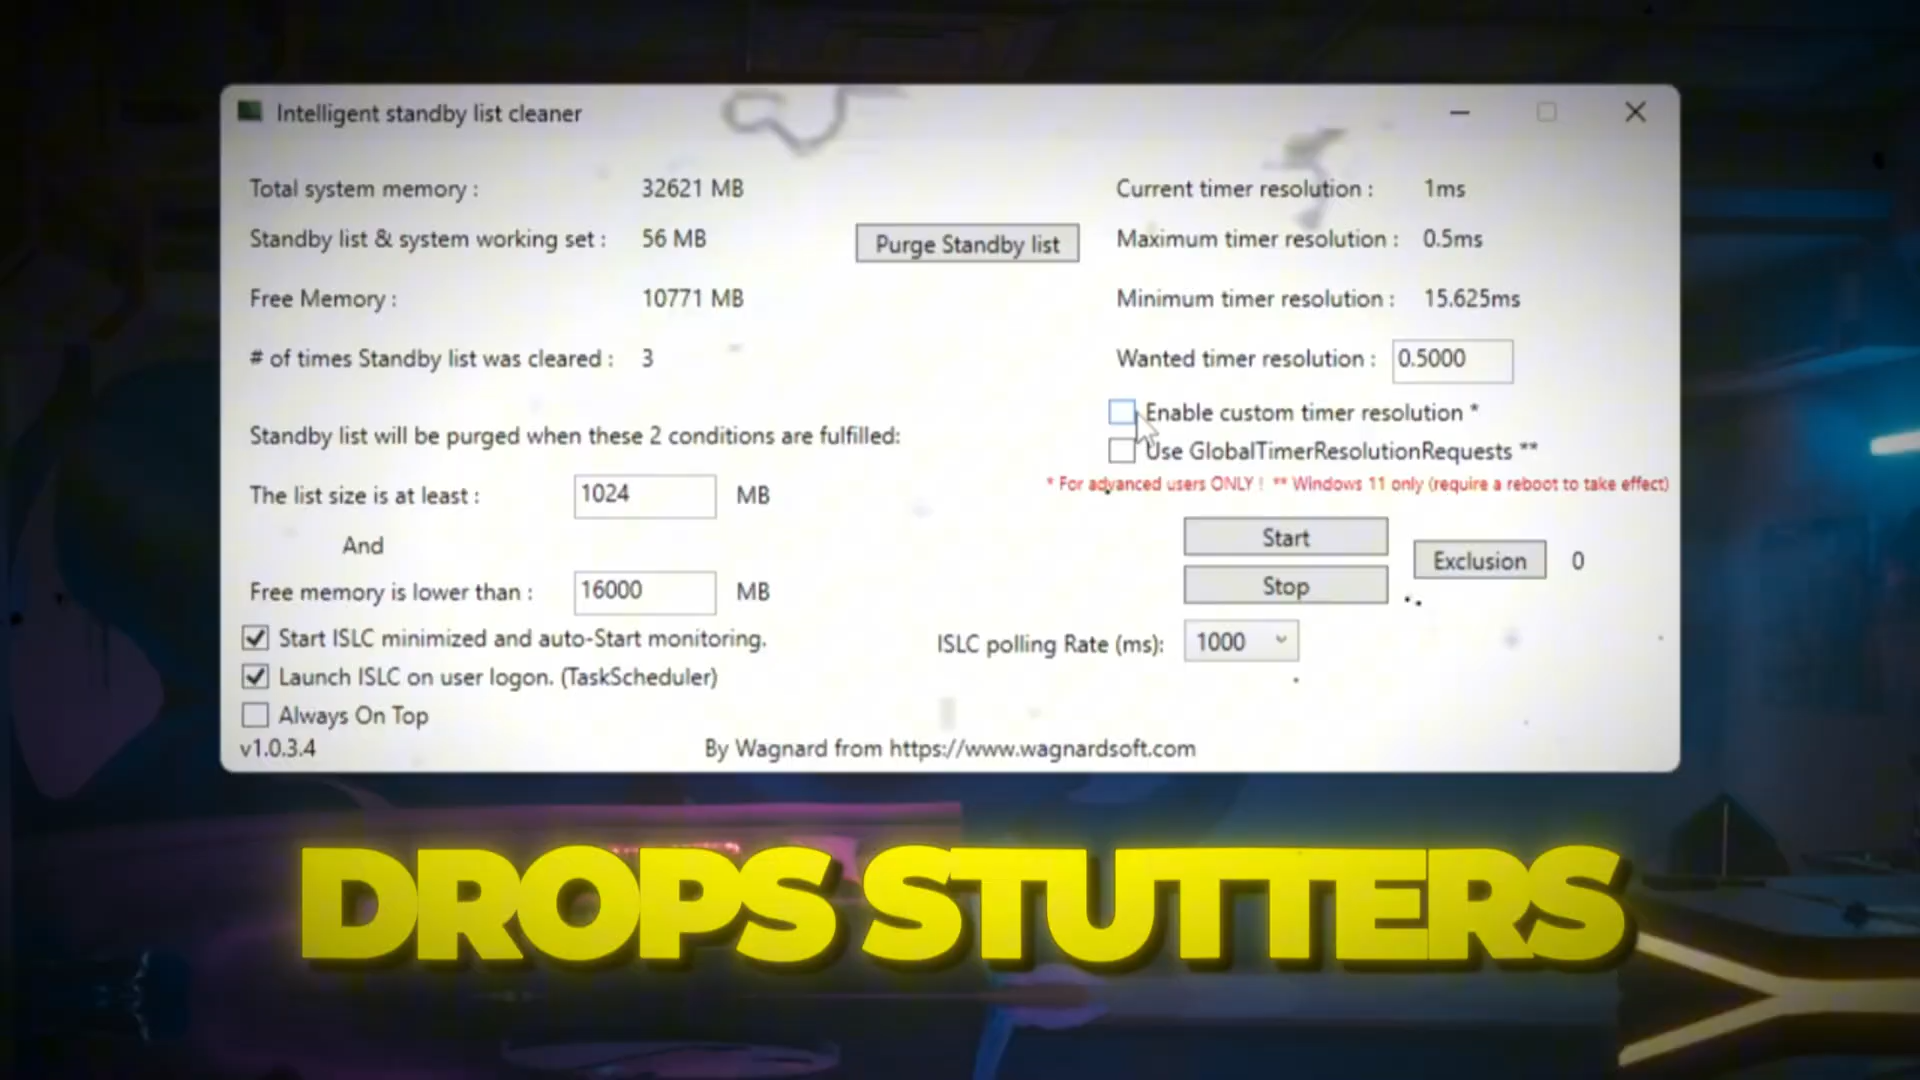 Intelligent standby list cleaner
Total system memory : 32621 MB
Standby list & system working set : 56 MB
Purge Standby list
Free Memory : 10771 MB
# of times Standby list was cleared : 3
Standby list will be purged when these 2 conditions are fulfilled:
The list size is at least : 1024 MB
And
Free memory is lower than : 16000 MB
Start ISLC minimized and auto-Start monitoring.
Launch ISLC on user logon. (TaskScheduler)
Always On Top
v1.0.3.4
Current timer resolution : 1ms
Maximum timer resolution : 0.5ms
Minimum timer resolution : 15.625ms
Wanted timer resolution : 0.5000
Enable custom timer resolution *
Use GlobalTimerResolutionRequests **
* For advanced users ONLY ! ** Windows 11 only (require a reboot to take effect)
Start
Stop
Exclusion 0
ISLC polling Rate (ms): 1000
By Wagnard from https://www.wagnardsoft.com
DROPS STUTTERS